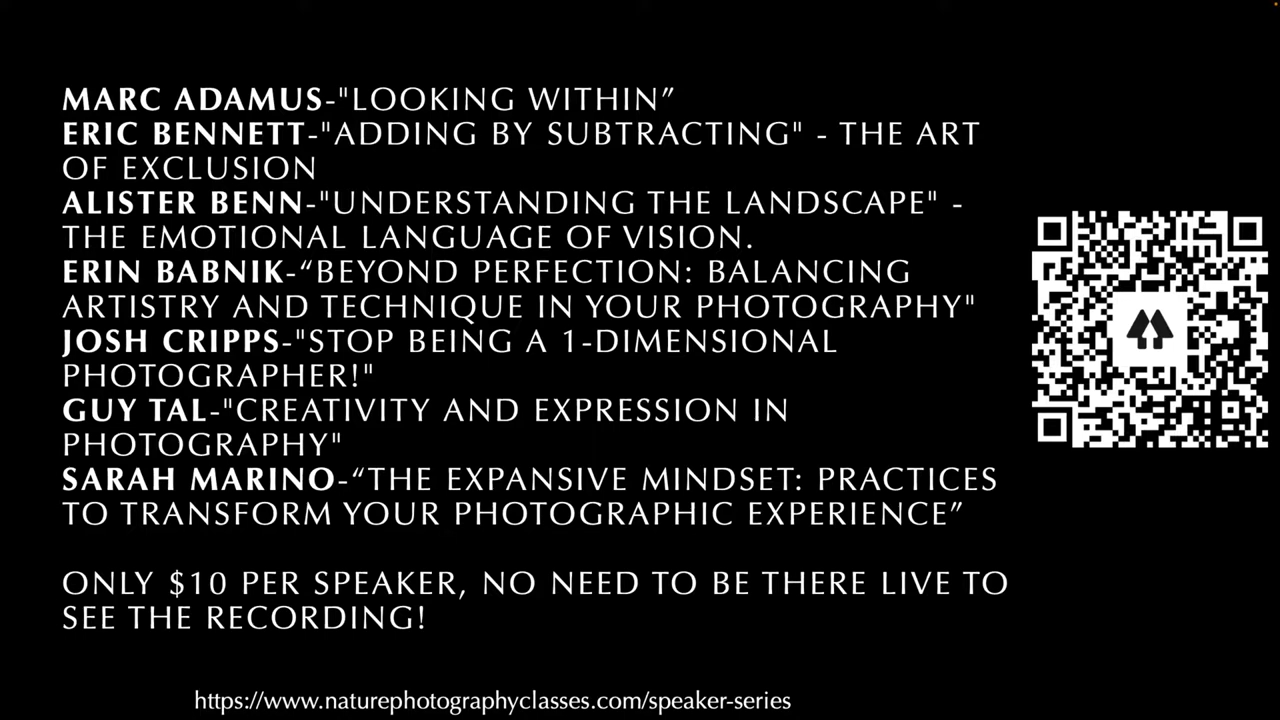 MARC ADAMUS-"LOOKING WITHIN”
ERIC BENNETT-"ADDING BY SUBTRACTING" - THE ART
OF EXCLUSION
ALISTER BENN-"UNDERSTANDING THE LANDSCAPE" -
THE EMOTIONAL LANGUAGE OF VISION.
ERIN BABNIK-“BEYOND PERFECTION: BALANCING
ARTISTRY AND TECHNIQUE IN YOUR PHOTOGRAPHY"
JOSH CRIPPS-"STOP BEING A 1-DIMENSIONAL
PHOTOGRAPHER!"
GUY TAL-"CREATIVITY AND EXPRESSION IN
PHOTOGRAPHY"
SARAH MARINO-“THE EXPANSIVE MINDSET: PRACTICES
TO TRANSFORM YOUR PHOTOGRAPHIC EXPERIENCE”
ONLY $10 PER SPEAKER, NO NEED TO BE THERE LIVE TO
SEE THE RECORDING!
https://www.naturephotographyclasses.com/speaker-series